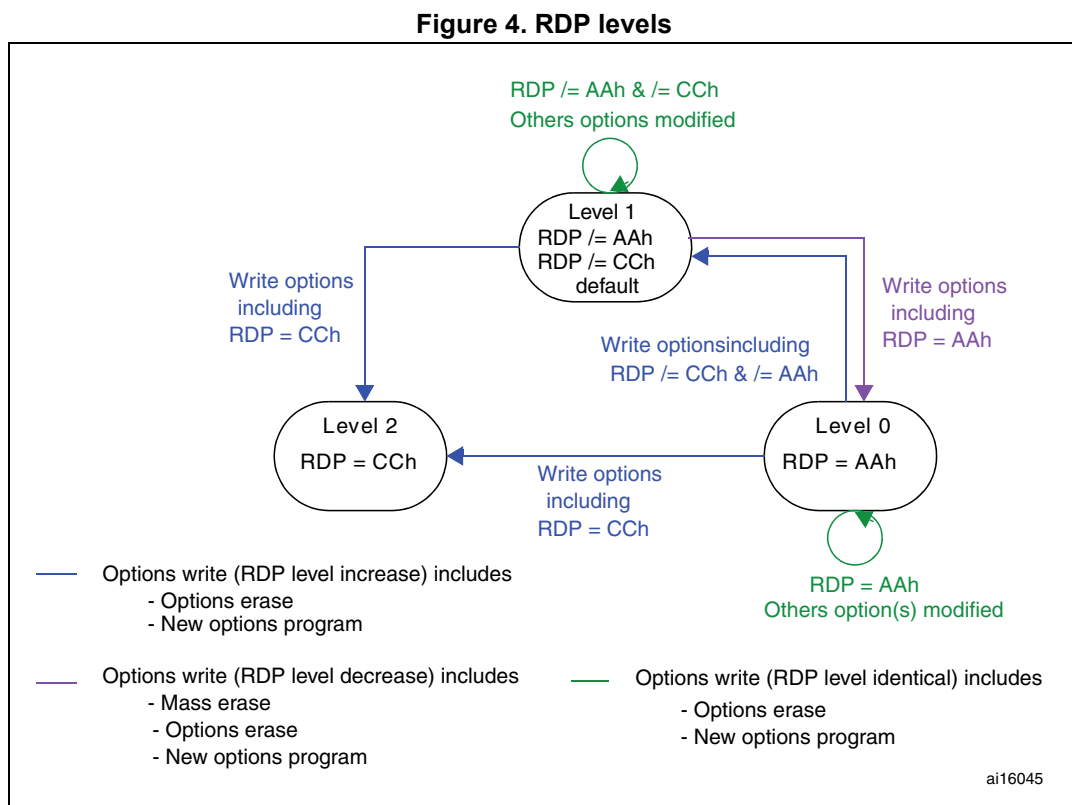 Figure 4. RDP levels
RDP /= AAh & /= CCh
Others options modified
Level 1
RDP /= AAh
RDP /= CCh
default
Write options
including
RDP = CCh
Write options
including
RDP = AAh
Write optionsincluding
RDP /= CCh & /= AAh
Level 2
RDP = CCh
Level 0
RDP = AAh
Write options
including
RDP = CCh
RDP = AAh
Others option(s) modified
Options write (RDP level increase) includes
- Options erase
- New options program
Options write (RDP level decrease) includes
- Mass erase
- Options erase
- New options program
Options write (RDP level identical) includes
- Options erase
- New options program
ai16045